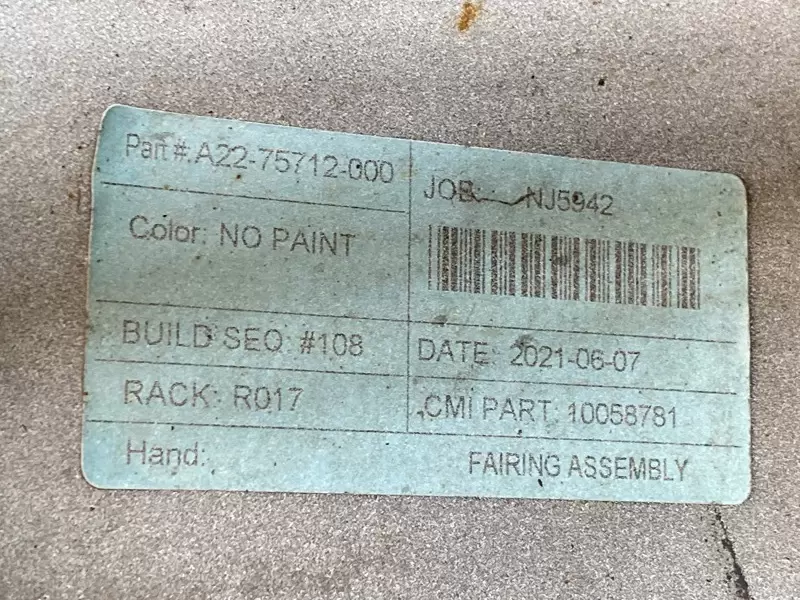 Part #: A22-75712-000
JOB: NJ5942
Color: NO PAINT
BUILD SEQ: #108
DATE: 2021-06-07
RACK: R017
CMI PART: 10058781
Hand:
FAIRING ASSEMBLY